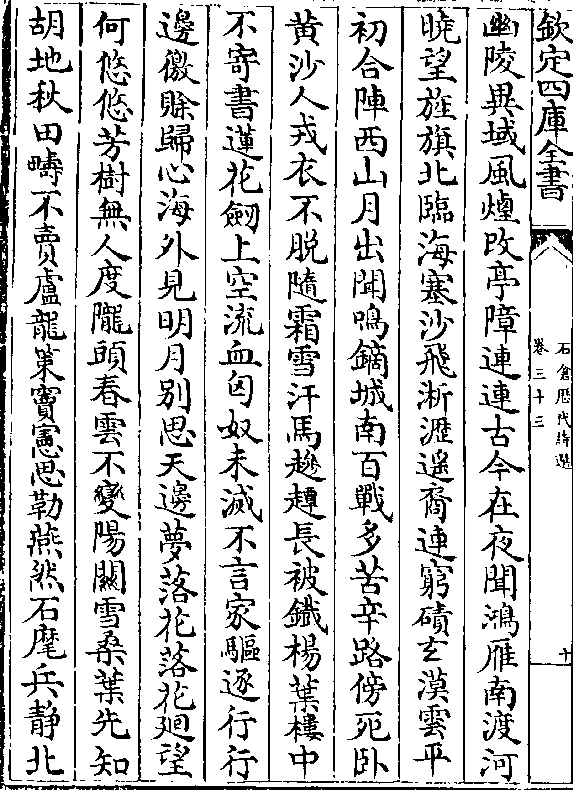 欽定四庫全書
石倉歷代詩選
卷三十三
十
幽陵異域風煙改亭障連連古今在夜聞鴻雁南渡河
曉望旌旗北臨海塞沙飛淅瀝遥裔連窮磧玄漠雲平
初合陣西山月出聞鳴鏑城南百戰多苦辛路傍死卧
黄沙人戎衣不脱隨霜雪汗馬趁趨長被鐵楊葉樓中
不寄書蓮花劒上空流血匈奴未滅不言家驅逐行行
邊徼賒歸心海外見明月别思天邊夢落花落花廻望
何悠悠芳樹無人度隴頭春雲不變陽關雪桑葉先知
胡地秋田疇不賣盧龍策竇憲思勒燕然石麾兵静北